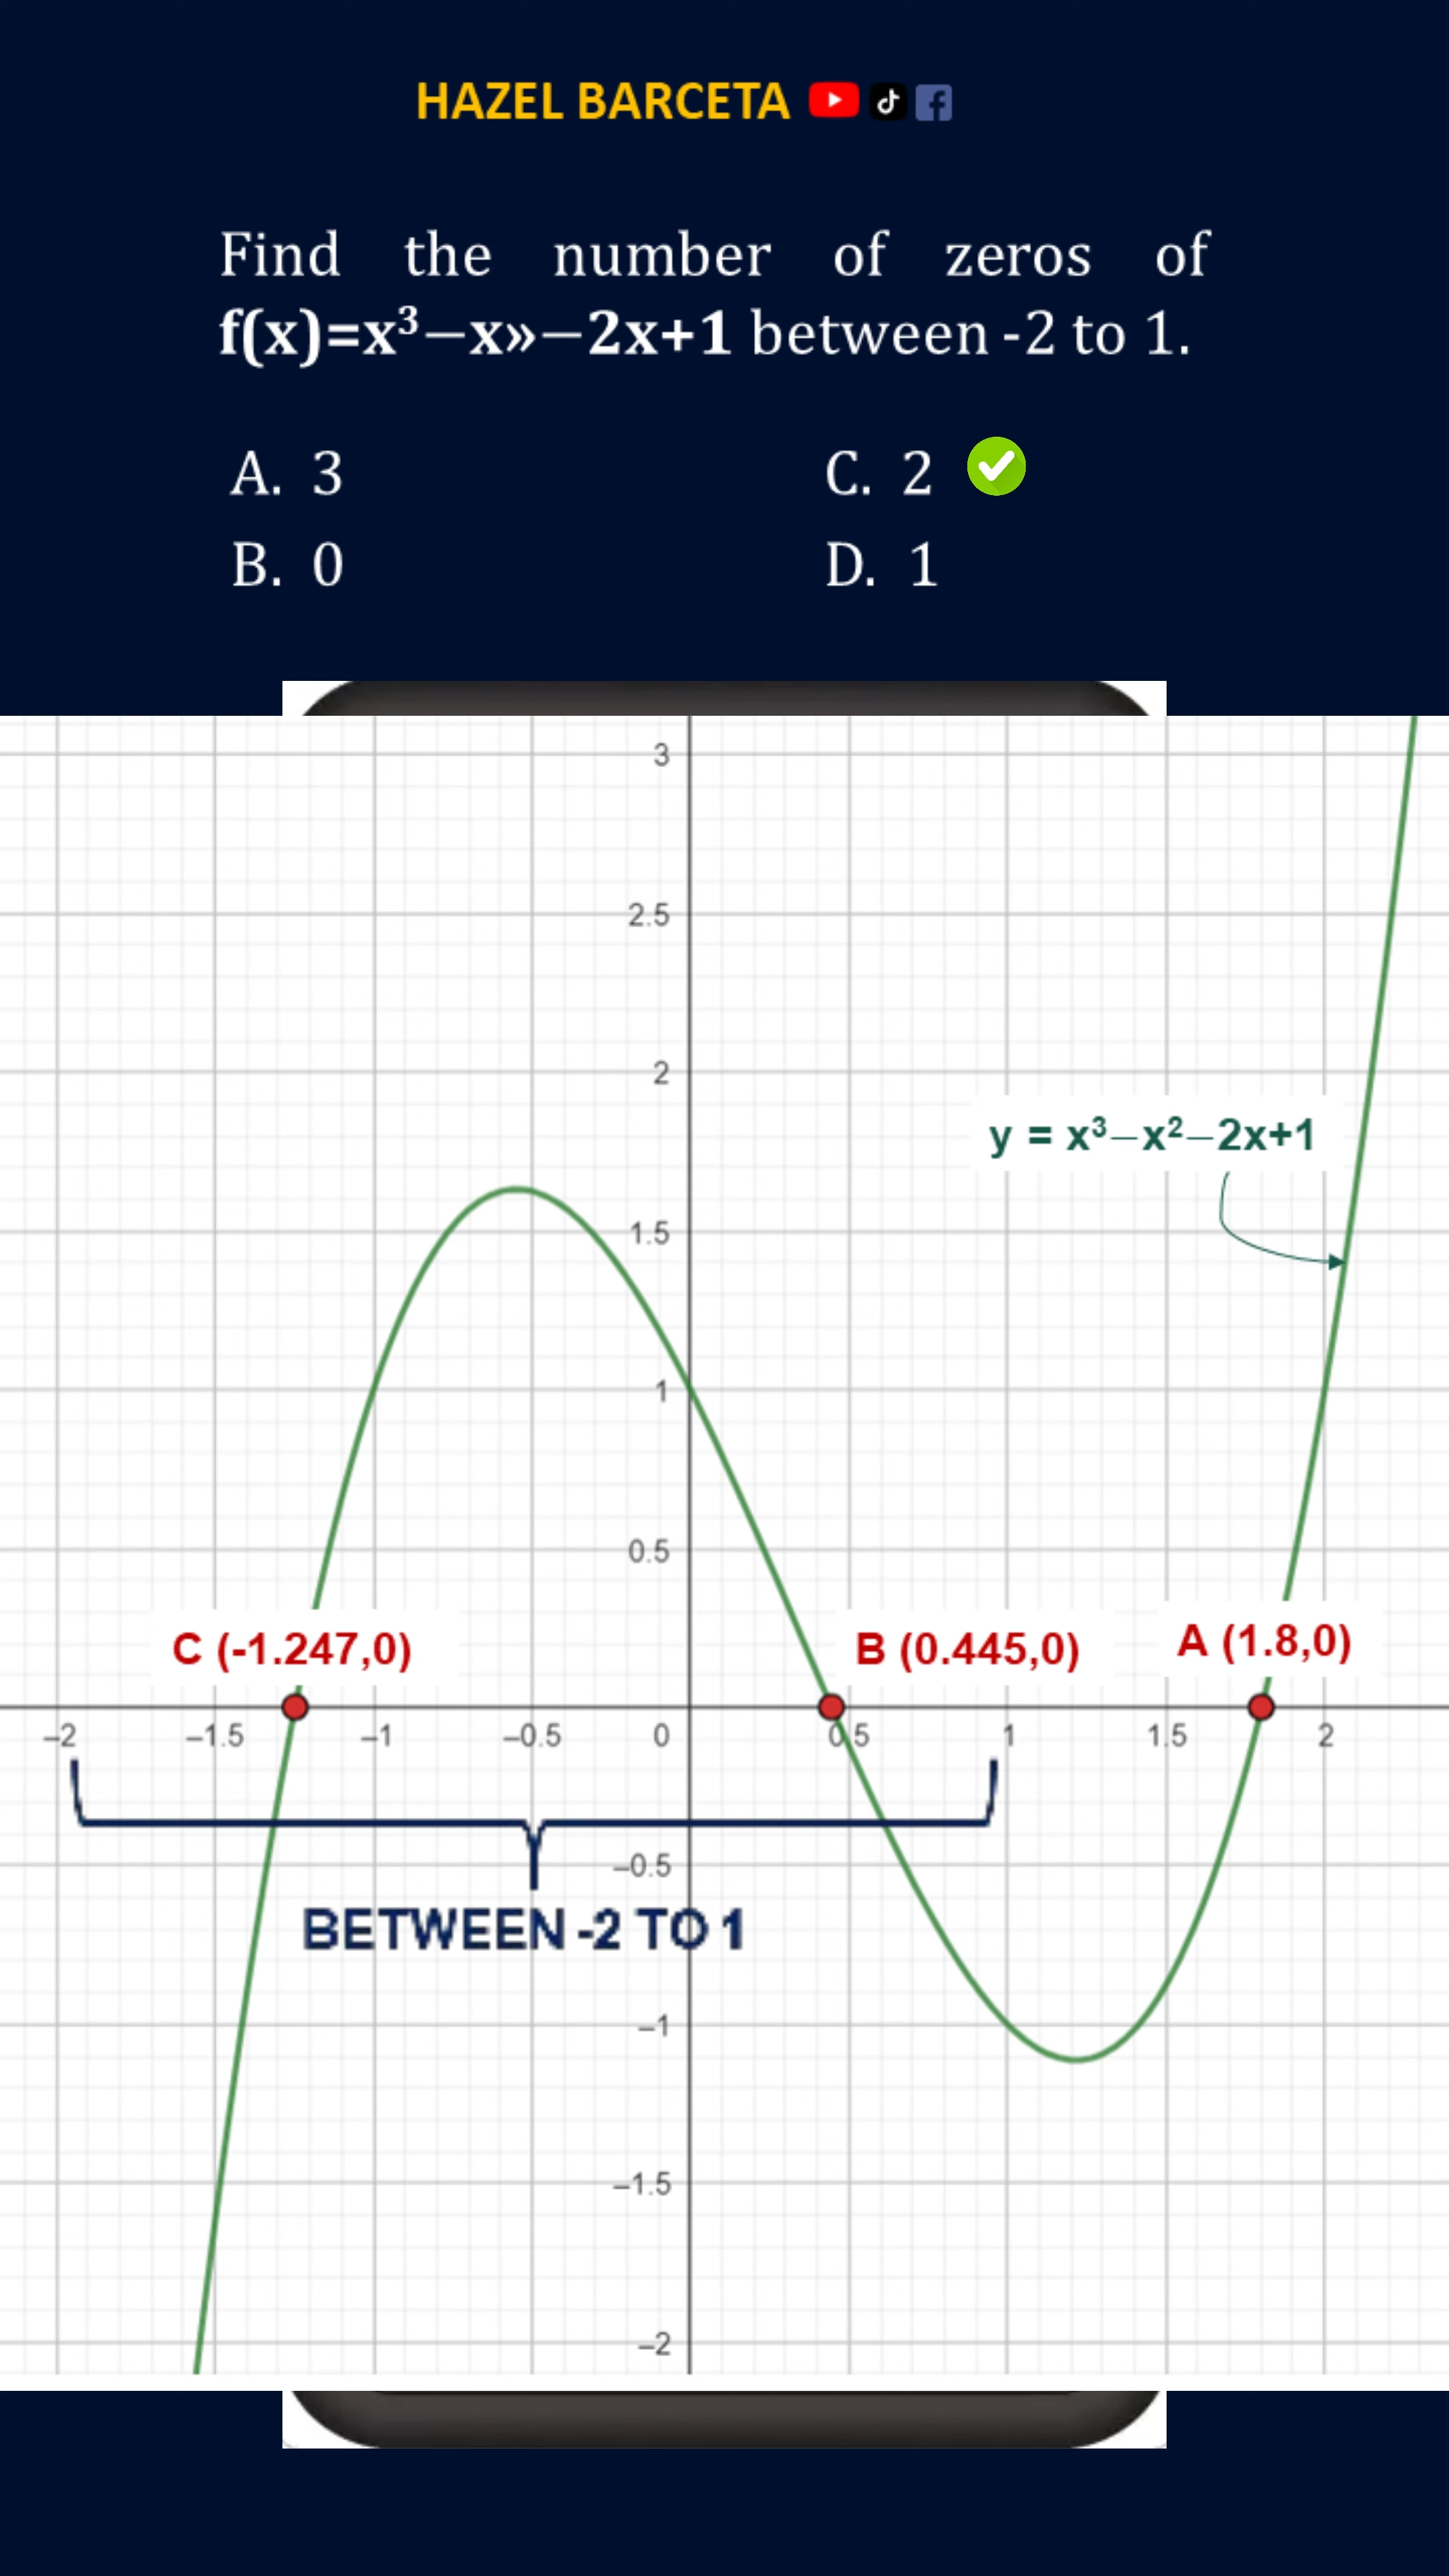 HAZEL BARCETA
Find the number of zeros of
f(x)=x³−x»−2x+1 between -2 to 1.
A. 3
C. 2
B. 0
D. 1
3
2.5
2
y = x³−x²−2x+1
1.5
1
0.5
C (-1.247,0)
B (0.445,0)
A (1.8,0)
−2 −1.5 −1 −0.5 0 0.5 1 1.5 2
−0.5
BETWEEN -2 TO 1
−1
−1.5
−2